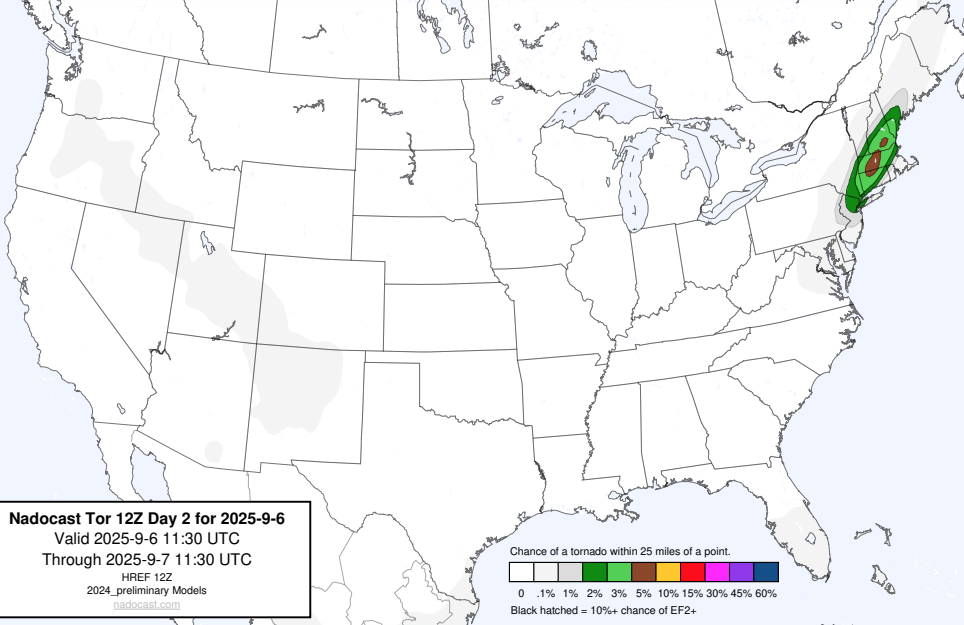 Nadocast Tor 12Z Day 2 for 2025-9-6
Valid 2025-9-6 11:30 UTC
Through 2025-9-7 11:30 UTC
HREF 12Z
2024_preliminary Models
nadocast.com
Chance of a tornado within 25 miles of a point.
0 .1% 1% 2% 3% 5% 10% 15% 30% 45% 60%
Black hatched = 10%+ chance of EF2+